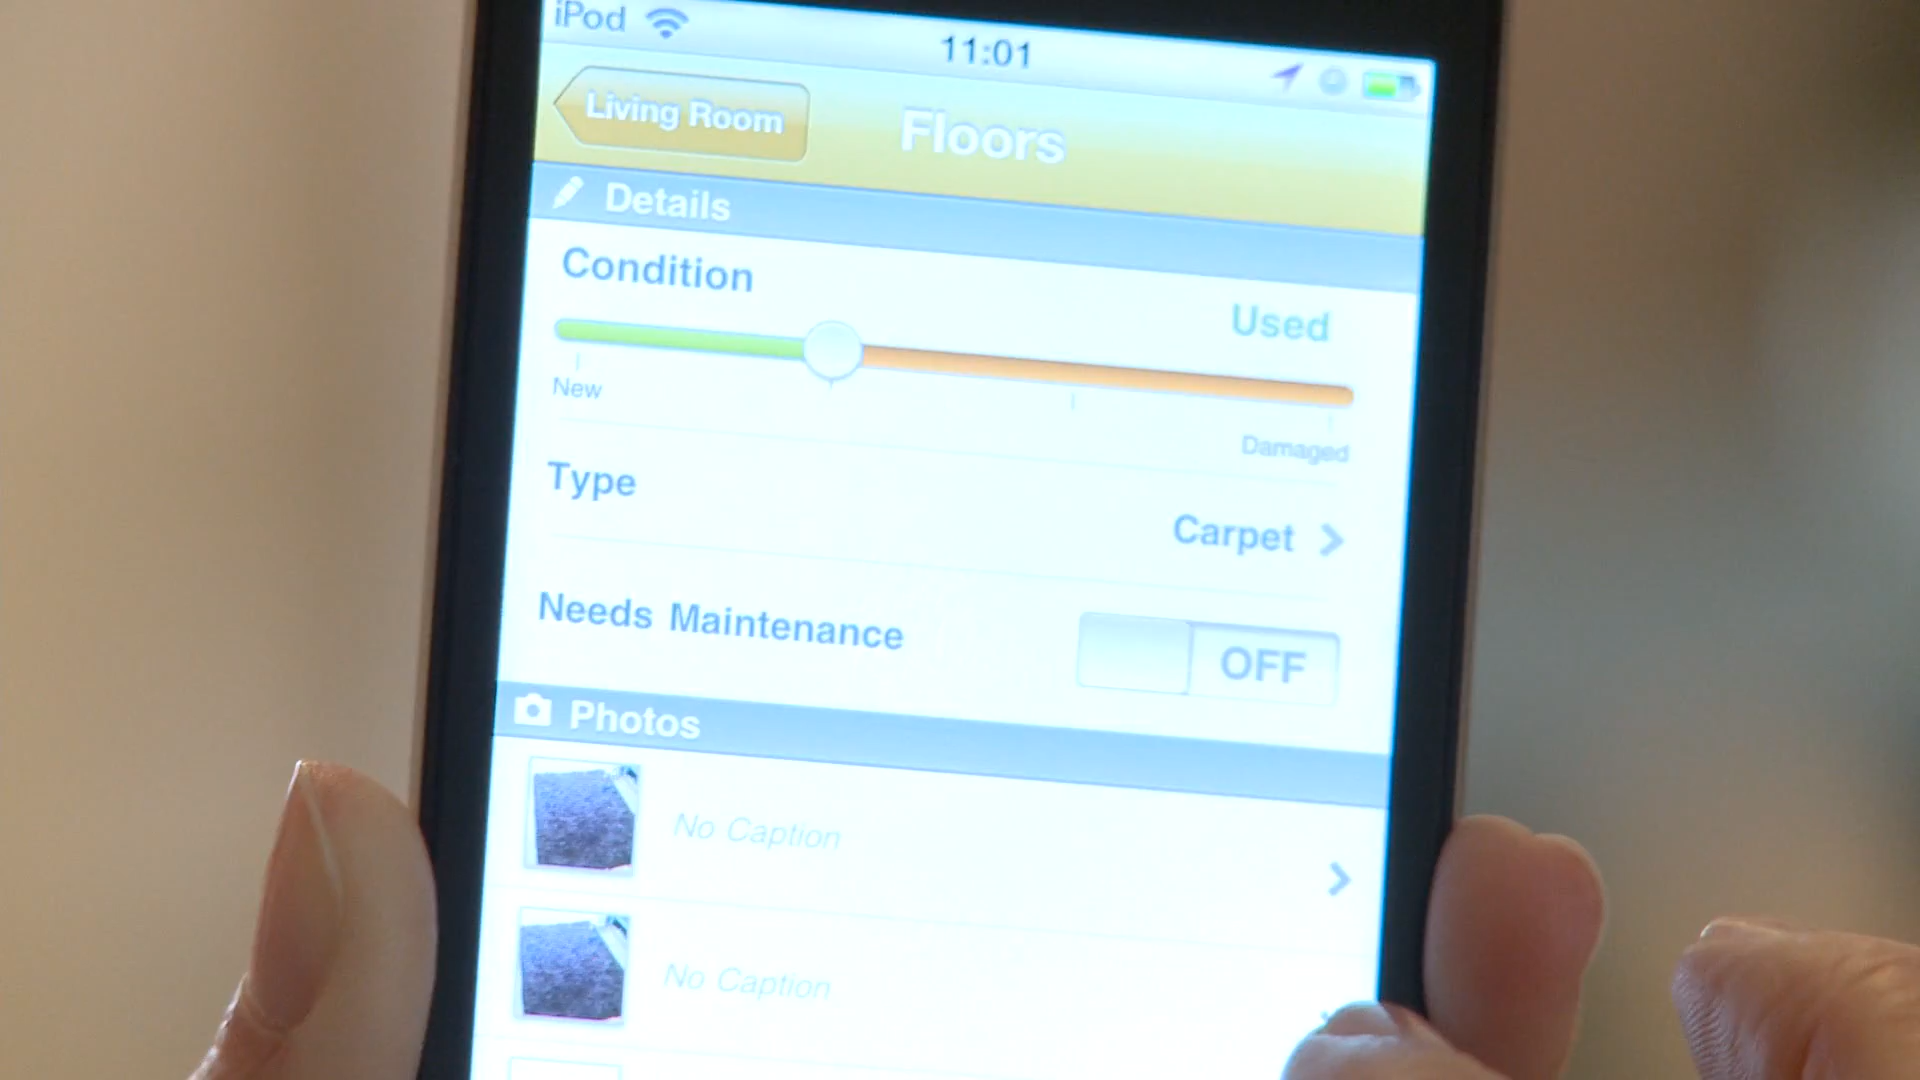 iPod
11:01
Living Room
Floors
Details
Condition
Used
New
Damaged
Type
Carpet
Needs Maintenance
OFF
Photos
No Caption
No Caption